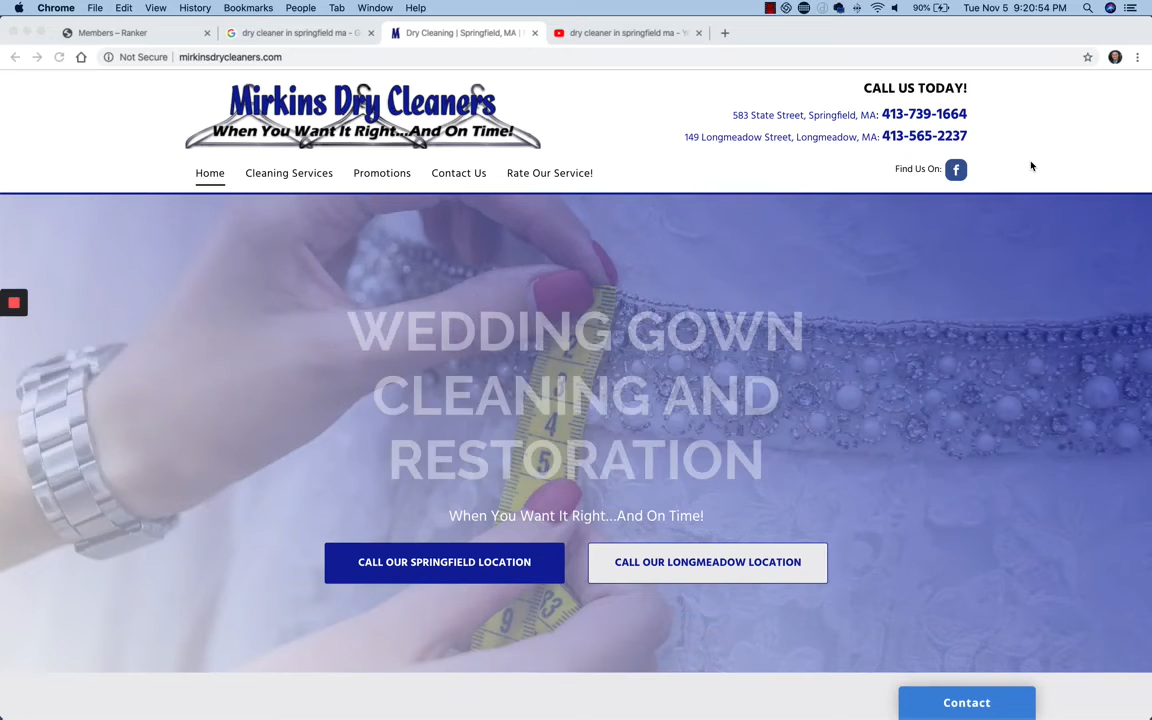 Chrome File Edit View History Bookmarks People Tab Window Help 90% Tue Nov 5 9:20:54 PM
Members – Ranker dry cleaner in springfield ma - G Dry Cleaning | Springfield, MA | dry cleaner in springfield ma - Y
Not Secure mirkinsdrycleaners.com
Mirkins Dry Cleaners
When You Want It Right...And On Time!
CALL US TODAY!
583 State Street, Springfield, MA: 413-739-1664
149 Longmeadow Street, Longmeadow, MA: 413-565-2237
Find Us On:
Home Cleaning Services Promotions Contact Us Rate Our Service!
WEDDING GOWN
CLEANING AND
RESTORATION
When You Want It Right...And On Time!
CALL OUR SPRINGFIELD LOCATION CALL OUR LONGMEADOW LOCATION
Contact